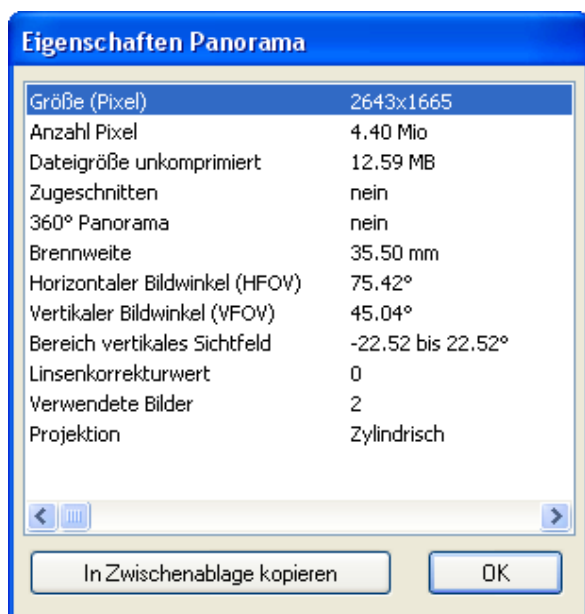 Eigenschaften Panorama
Größe (Pixel) 2643x1665
Anzahl Pixel 4.40 Mio
Dateigröße unkomprimiert 12.59 MB
Zugeschnitten nein
360° Panorama nein
Brennweite 35.50 mm
Horizontaler Bildwinkel (HFOV) 75.42°
Vertikaler Bildwinkel (VFOV) 45.04°
Bereich vertikales Sichtfeld -22.52 bis 22.52°
Linsenkorrekturwert 0
Verwendete Bilder 2
Projektion Zylindrisch
In Zwischenablage kopieren OK